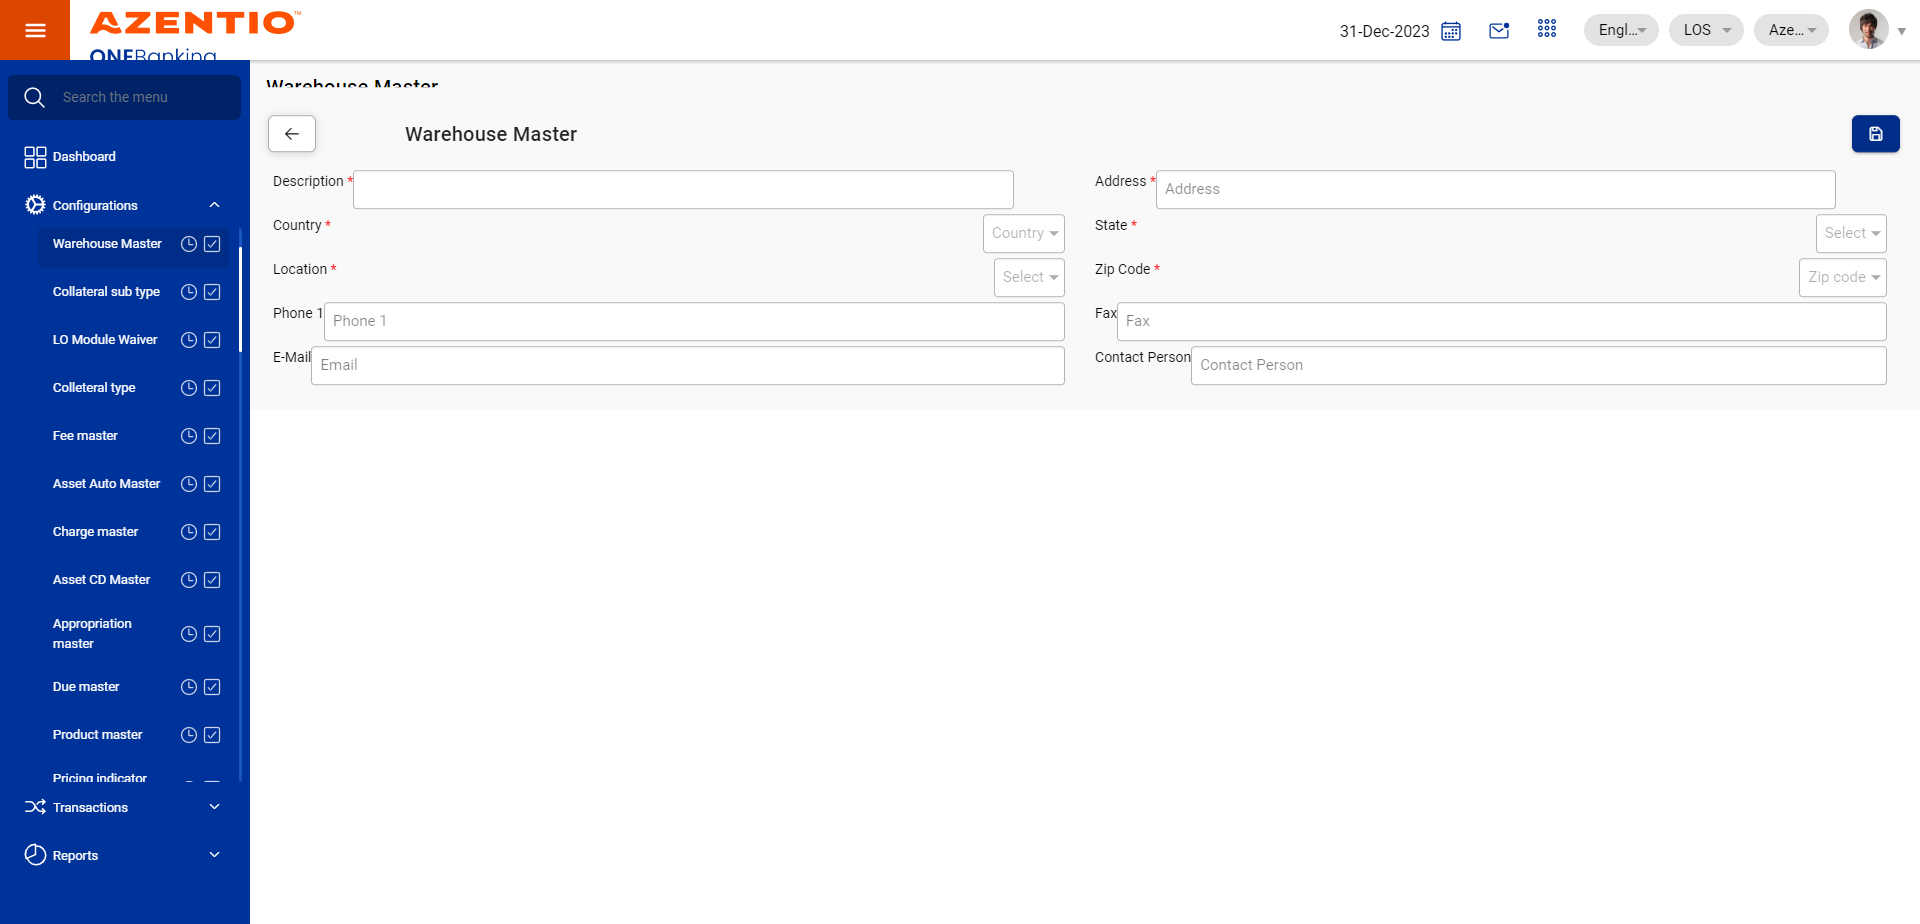 AZENTIO™
ONEBanking
31-Dec-2023
Engl...
LOS
Aze...
Search the menu
Dashboard
Configurations
Warehouse Master
Collateral sub type
LO Module Waiver
Colleteral type
Fee master
Asset Auto Master
Charge master
Asset CD Master
Appropriation
master
Due master
Product master
Pricing indicator
Transactions
Reports
Warehouse Master
Warehouse Master
Description *
Address * Address
Country * Country
State * Select
Location * Select
Zip Code * Zip code
Phone 1 Phone 1
Fax Fax
E-Mail Email
Contact Person Contact Person